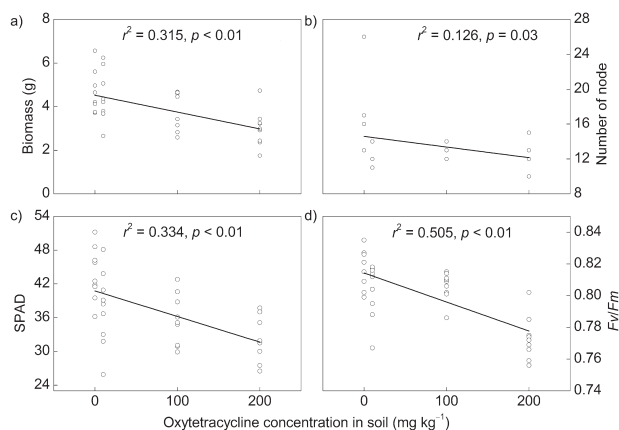 a) r² = 0.315, p < 0.01
b) r² = 0.126, p = 0.03
8
6
4
2
0
Biomass (g)
28
24
20
16
12
8
Number of node
c) r² = 0.334, p < 0.01
d) r² = 0.505, p < 0.01
54
48
42
36
30
24
SPAD
0.84
0.82
0.80
0.78
0.76
0.74
Fv/Fm
0 100 200 0 100 200
Oxytetracycline concentration in soil (mg kg⁻¹)